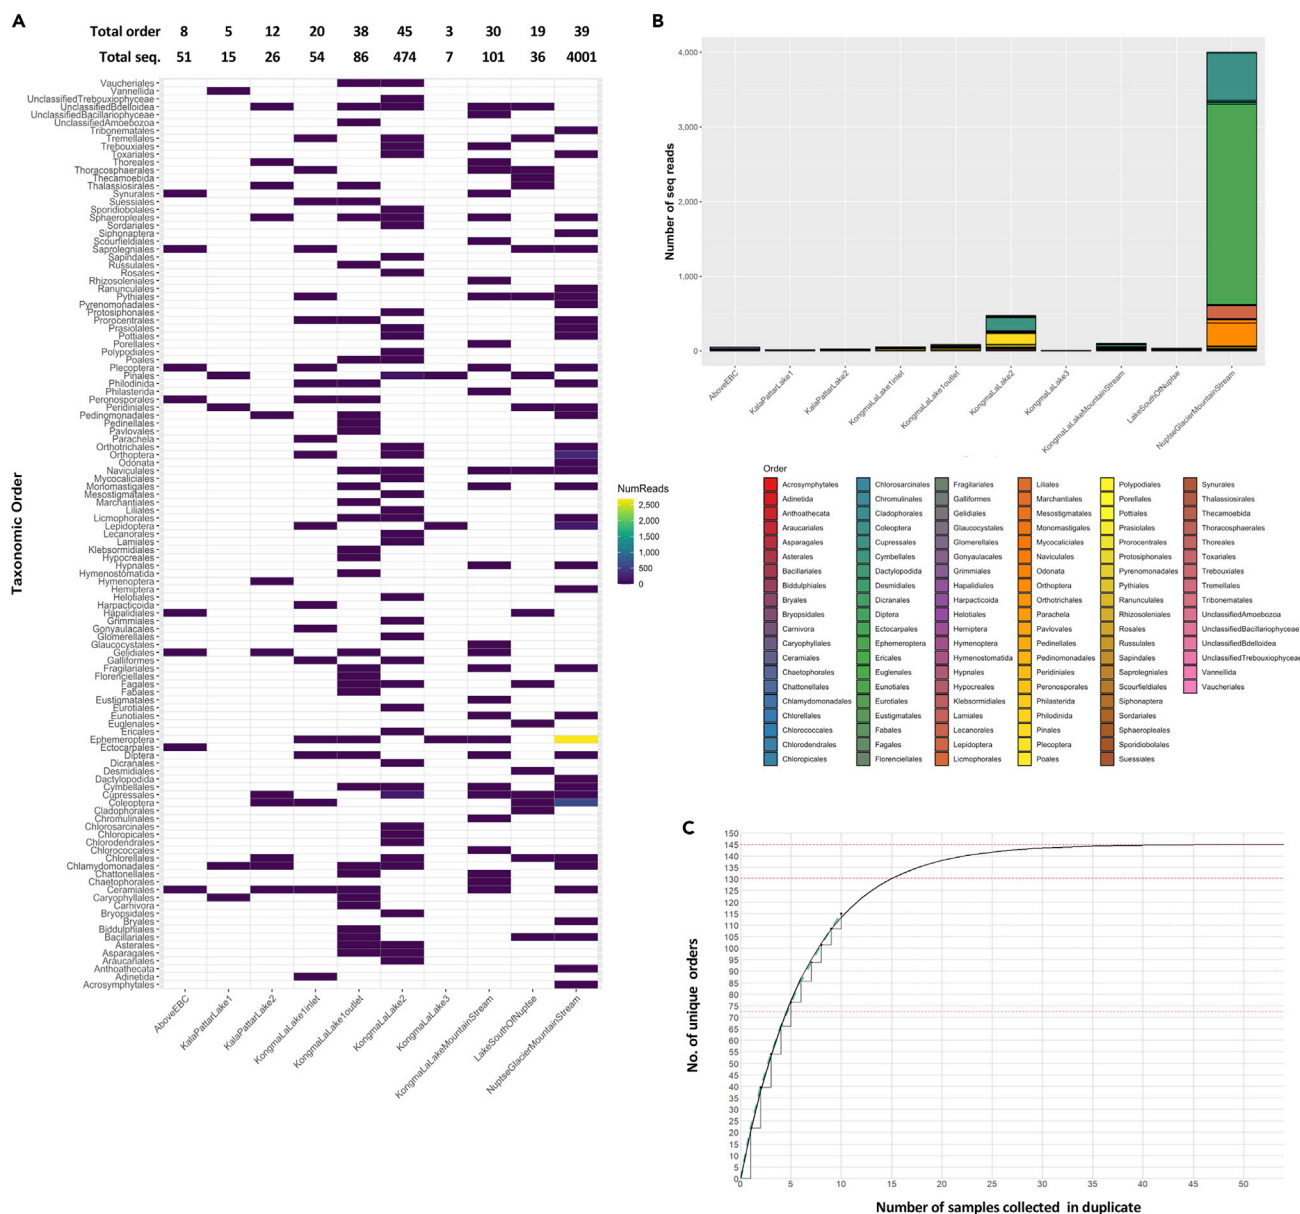 A
Total order 8 5 12 20 38 45 3 30 19 39
Total seq. 51 15 26 54 86 474 7 101 36 4001
Taxonomic Order
Vaucheriales
Vannellida
UnclassifiedTrebouxiophyceae
UnclassifiedBdelloidea
UnclassifiedBacillariophyceae
UnclassifiedAmoebozoa
Tribonematales
Tremellales
Trebouxiales
Toxariales
Thoreales
Thoracosphaerales
Thecamoebida
Thalassiosirales
Synurales
Suessiales
Sporidiobolales
Sphaeropleales
Sordariales
Siphonaptera
Scourfieldiales
Saprolegniales
Sapindales
Russulales
Rosales
Rhizosoleniales
Ranunculales
Pythiales
Pyrenomonadales
Protosiphonales
Prorocentrales
Prasiolales
Pottiales
Porellales
Polypodiales
Poales
Plecoptera
Pinales
Philodinida
Philasterida
Peronosporales
Peridiniales
Pedinomonadales
Pedinellales
Pavlovales
Parachela
Orthotrichales
Orthoptera
Odonata
Naviculales
Mycocaliciales
Monomastigales
Mesostigmatales
Marchantiales
Liliales
Licmophorales
Lepidoptera
Lecanorales
Lamiales
Klebsormidiales
Hypocreales
Hypnales
Hymenostomata
Hymenoptera
Hemiptera
Helotiales
Harpacticoida
Hapalidiales
Grimmiales
Gonyaulacales
Glomerellales
Glaucocystales
Gelidiales
Galliformes
Fragilariales
Florenciellales
Fagales
Fabales
Eustigmatales
Eurotiales
Eunotiales
Euglenales
Ericales
Ephemeroptera
Ectocarpales
Diptera
Dicranales
Desmidiales
Dactylopodida
Cymbellales
Cupressales
Coleoptera
Cladophorales
Chromulinales
Chlorosarcinales
Chloropicales
Chlorodendrales
Chlorococcales
Chlorellales
Chlamydomonadales
Chattonellales
Chaetophorales
Ceramiales
Caryophyllales
Carnivora
Bryopsidales
Bryales
Biddulphiales
Bacillariales
Asterales
Asparagales
Araucariales
Anthoathecata
Adinetida
Acrosymphytales
AboveEBC
KalaPattarLake1
KalaPattarLake2
KongmaLaLake1inlet
KongmaLaLake1outlet
KongmaLaLake2
KongmaLaLake3
KongmaLaLakeMountainStream
LakeSouthOfNuptse
NuptseGlacierMountainStream
NumReads
2,500
2,000
1,500
1,000
500
0
B
Number of seq reads
4,000
3,000
2,000
1,000
0
AboveEBC
KalaPattarLake1
KalaPattarLake2
KongmaLaLake1inlet
KongmaLaLake1outlet
KongmaLaLake2
KongmaLaLake3
KongmaLaLakeMountainStream
LakeSouthOfNuptse
NuptseGlacierMountainStream
Order
Acrosymphytales
Adinetida
Anthoathecata
Araucariales
Asparagales
Asterales
Bacillariales
Biddulphiales
Bryales
Bryopsidales
Carnivora
Caryophyllales
Ceramiales
Chaetophorales
Chattonellales
Chlamydomonadales
Chlorellales
Chlorococcales
Chlorodendrales
Chloropicales
Chlorosarcinales
Chromulinales
Cladophorales
Coleoptera
Cupressales
Cymbellales
Dactylopodida
Desmidiales
Dicranales
Diptera
Ectocarpales
Ephemeroptera
Ericales
Euglenales
Eunotiales
Eurotiales
Eustigmatales
Fabales
Fagales
Florenciellales
Fragilariales
Galliformes
Gelidiales
Glaucocystales
Glomerellales
Gonyaulacales
Grimmiales
Hapalidiales
Harpacticoida
Helotiales
Hemiptera
Hymenoptera
Hymenostomatida
Hypnales
Hypocreales
Klebsormidiales
Lamiales
Lecanorales
Lepidoptera
Licmophorales
Liliales
Marchantiales
Mesostigmatales
Monomastigales
Mycocaliciales
Naviculales
Odonata
Orthoptera
Orthotrichales
Parachela
Pavlovales
Pedinellales
Pedinomonadales
Peridiniales
Peronosporales
Philasterida
Philodinida
Pinales
Plecoptera
Poales
Polypodiales
Porellales
Pottiales
Prasiolales
Prorocentrales
Protosiphonales
Pyrenomonadales
Pythiales
Ranunculales
Rhizosoleniales
Rosales
Russulales
Sapindales
Saprolegniales
Scourfieldiales
Siphonaptera
Sordariales
Sphaeropleales
Sporidiobolales
Suessiales
Synurales
Thalassiosirales
Thecamoebida
Thoracosphaerales
Thoreales
Toxariales
Trebouxiales
Tremellales
Tribonematales
UnclassifiedAmoebozoa
UnclassifiedBacillariophyceae
UnclassifiedBdelloidea
UnclassifiedTrebouxiophyceae
Vannellida
Vaucheriales
C
No. of unique orders
150
145
140
135
130
125
120
115
110
105
100
95
90
85
80
75
70
65
60
55
50
45
40
35
30
25
20
15
10
5
0
0 5 10 15 20 25 30 35 40 45 50
Number of samples collected in duplicate